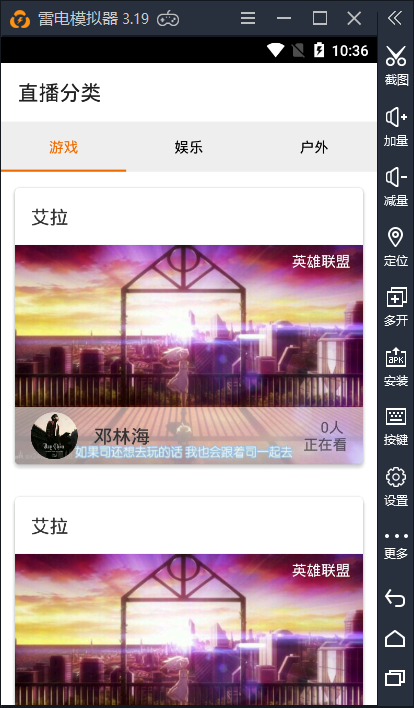 雷电模拟器 3.19
10:36
直播分类
游戏
娱乐
户外
艾拉
英雄联盟
邓林海
0人
正在看
如果司还想去玩的话 我也会跟着司一起去
艾拉
英雄联盟
截图
加量
减量
定位
多开
APK
安装
按键
设置
更多